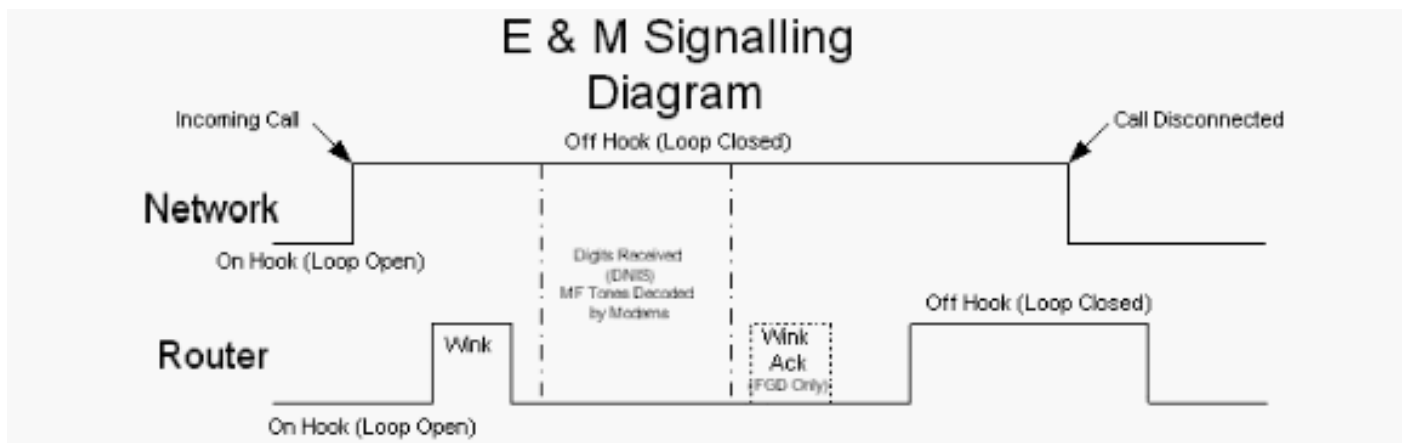 E & M Signalling
Diagram
Incoming Call
Call Disconnected
Off Hook (Loop Closed)
Network
On Hook (Loop Open)
Digits Received
(DNIS)
MF Tones Decoded
by Modems
Off Hook (Loop Closed)
Router
Wink
Wink
Ack
(FGD Only)
On Hook (Loop Open)